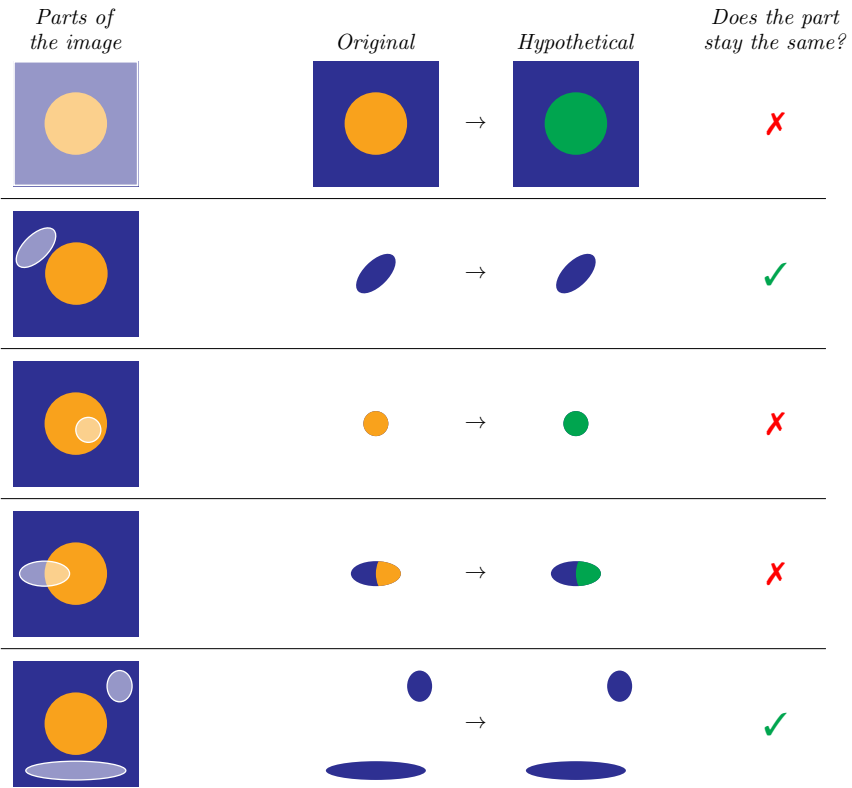 Parts of
the image
Original
Hypothetical
Does the part
stay the same?
→
✗
→
✓
→
✗
→
✗
→
✓